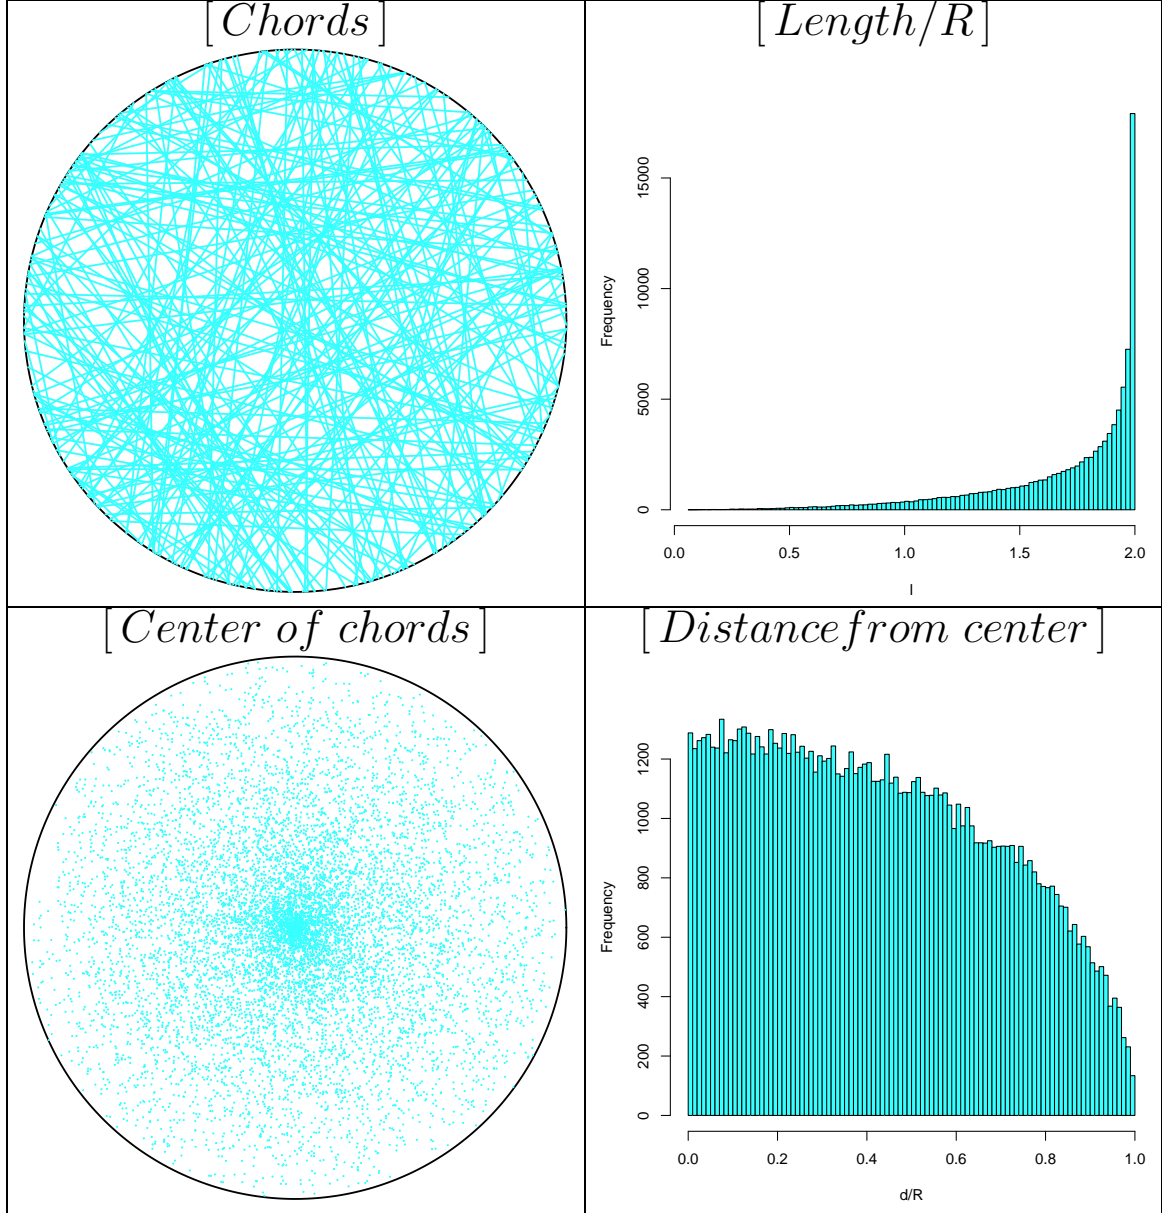 [Chords]
[Length/R]
Frequency
15000
10000
5000
0
0.0 0.5 1.0 1.5 2.0
l
[Center of chords]
[Distancefrom center]
Frequency
1200
1000
800
600
400
200
0
0.0 0.2 0.4 0.6 0.8 1.0
d/R